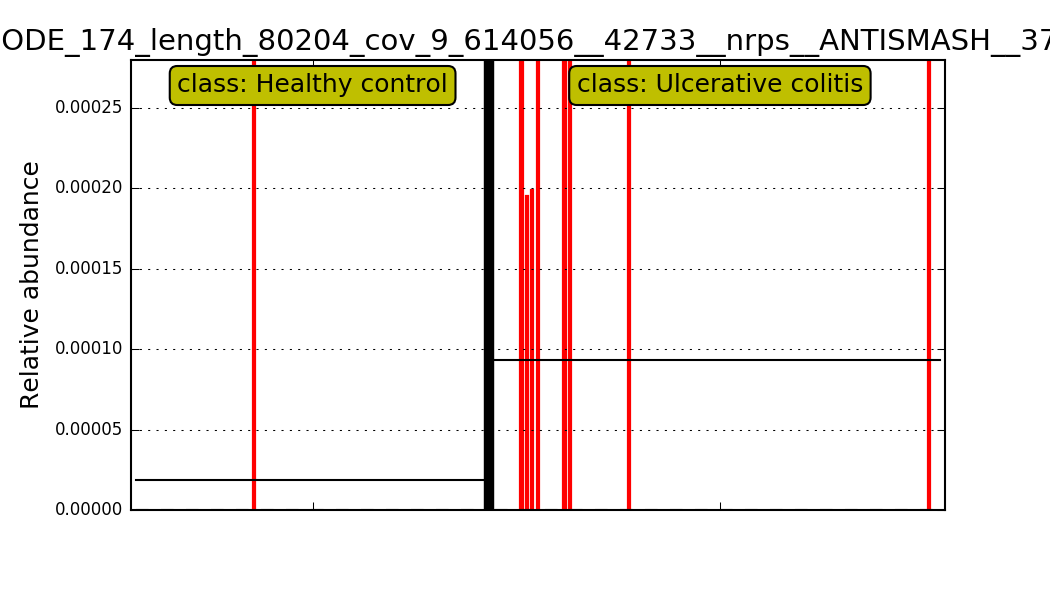 ODE_174_length_80204_cov_9_614056__42733__nrps__ANTISMASH__37
class: Healthy control
class: Ulcerative colitis
Relative abundance
0.00025
0.00020
0.00015
0.00010
0.00005
0.00000